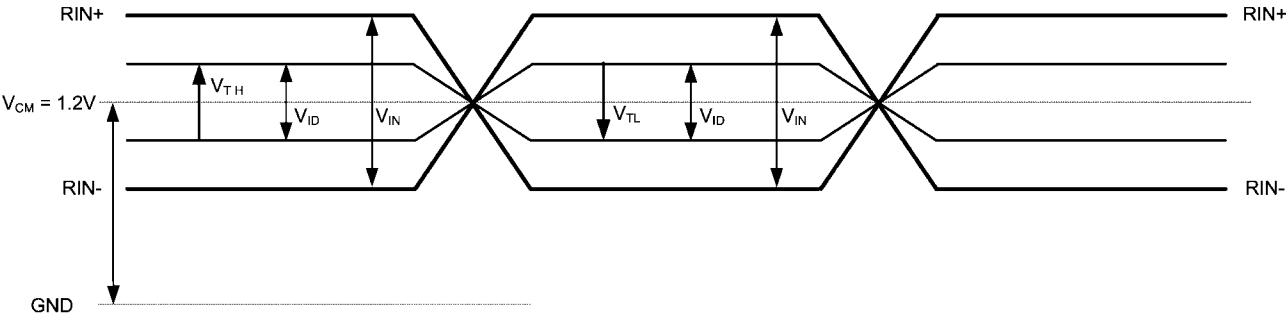 RIN+
RIN+
VTH
VCM = 1.2V
VID
VIN
VTL
VID
VIN
RIN-
RIN-
GND